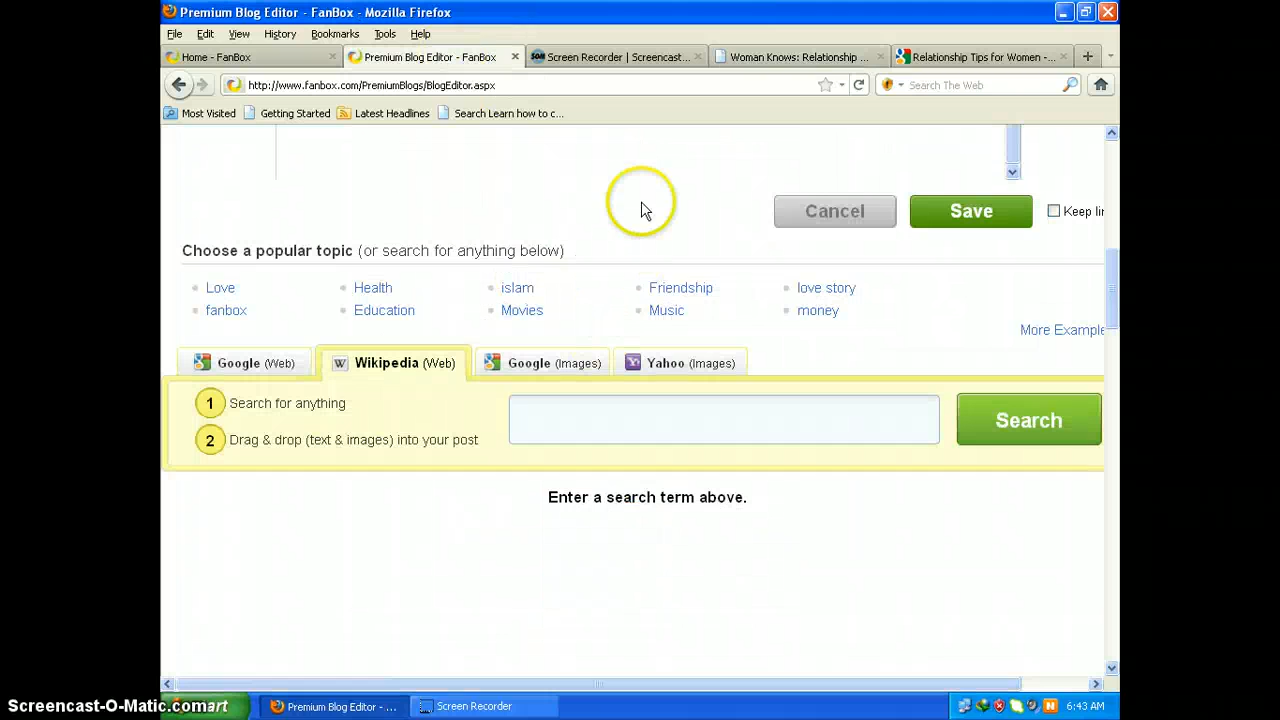 Premium Blog Editor - FanBox - Mozilla Firefox
File Edit View History Bookmarks Tools Help
Home - FanBox Premium Blog Editor - FanBox Screen Recorder | Screencast... Woman Knows: Relationship ... Relationship Tips for Women - ...
http://www.fanbox.com/PremiumBlogs/BlogEditor.aspx Search The Web
Most Visited Getting Started Latest Headlines Search Learn how to c...
Cancel Save Keep lin
Choose a popular topic (or search for anything below)
Love Health islam Friendship love story
fanbox Education Movies Music money
More Example
Google (Web) W Wikipedia (Web) Google (Images) Yahoo (Images)
1 Search for anything
2 Drag & drop (text & images) into your post
Search
Enter a search term above.
Screencast-O-Matic.com art Premium Blog Editor - ... Screen Recorder 6:43 AM